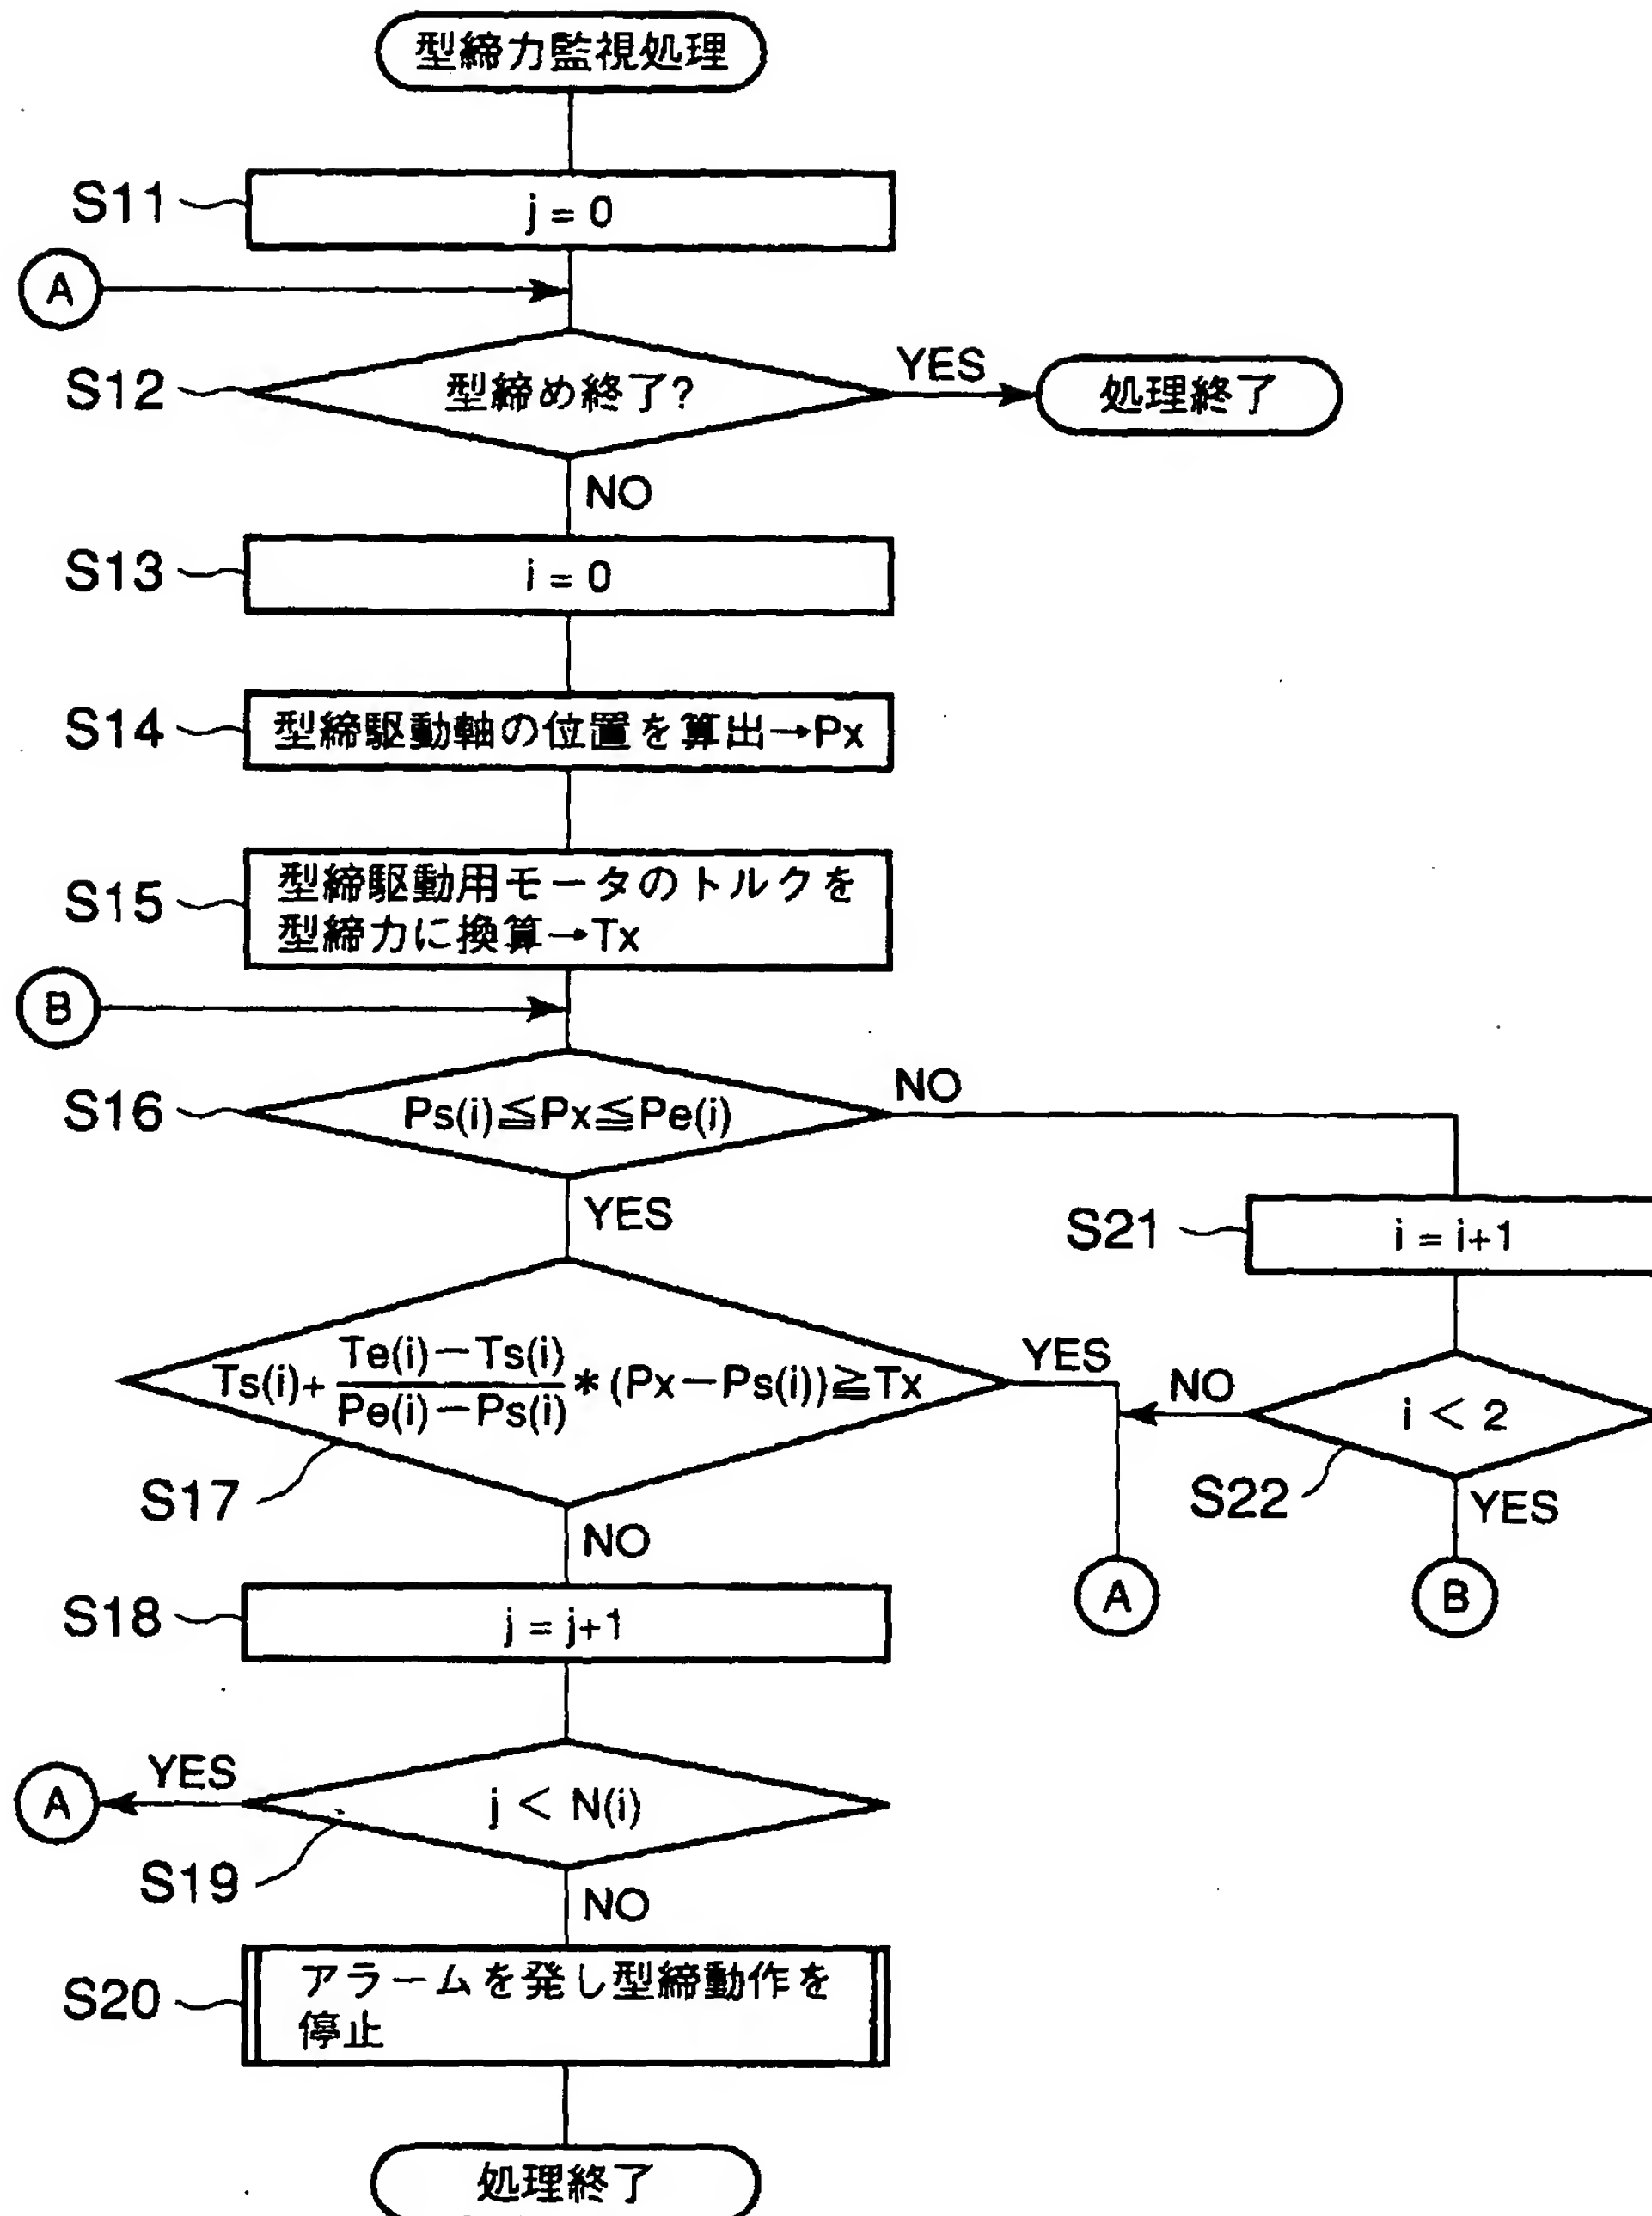 型締力監視処理
S11
j = 0
A
S12
型締め終了?
YES
処理終了
NO
S13
i = 0
S14
型締駆動軸の位置を算出→Px
S15
型締駆動用モータのトルクを
型締力に換算→Tx
B
S16
Ps(i)≦Px≦Pe(i)
NO
YES
S21
i = i+1
S17
Ts(i)+ Te(i)－Ts(i) / Pe(i)－Ps(i) * (Px－Ps(i))≧Tx
YES
NO
i < 2
S22
YES
NO
A
B
S18
j = j+1
A
YES
j < N(i)
S19
NO
S20
アラームを発し型締動作を
停止
処理終了